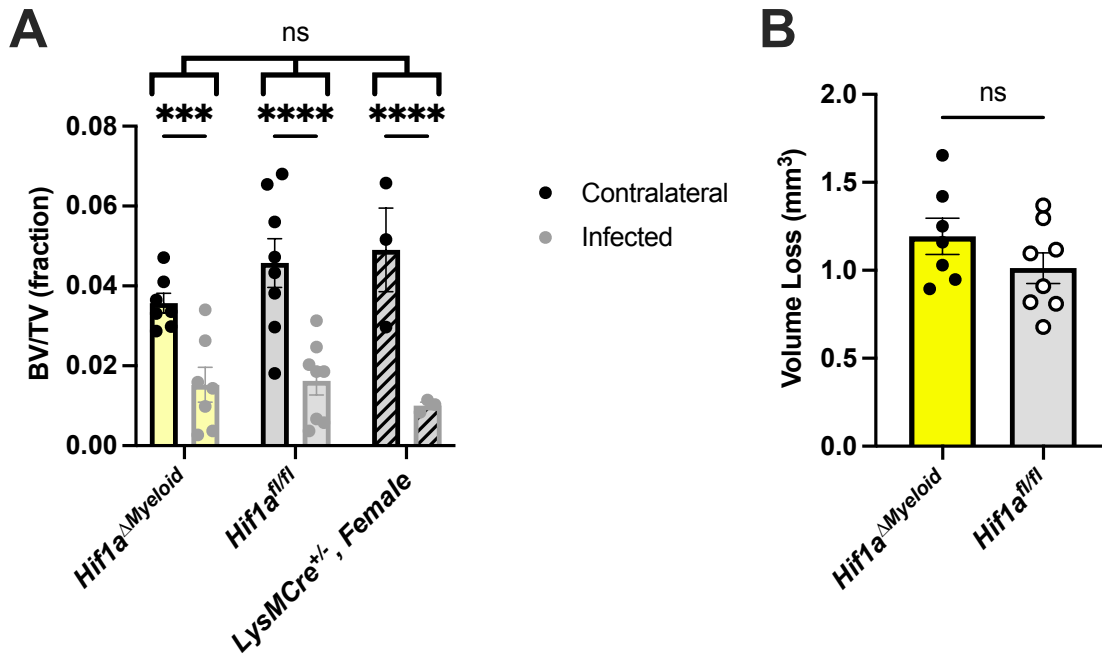 A
ns
*** **** ****
BV/TV (fraction)
0.08
0.06
0.04
0.02
0.00
Hif1a^ΔMyeloid
Hif1a^fl/fl
LysMCre^+/-, Female
Contralateral
Infected
B
ns
Volume Loss (mm³)
2.0
1.5
1.0
0.5
0.0
Hif1a^ΔMyeloid
Hif1a^fl/fl